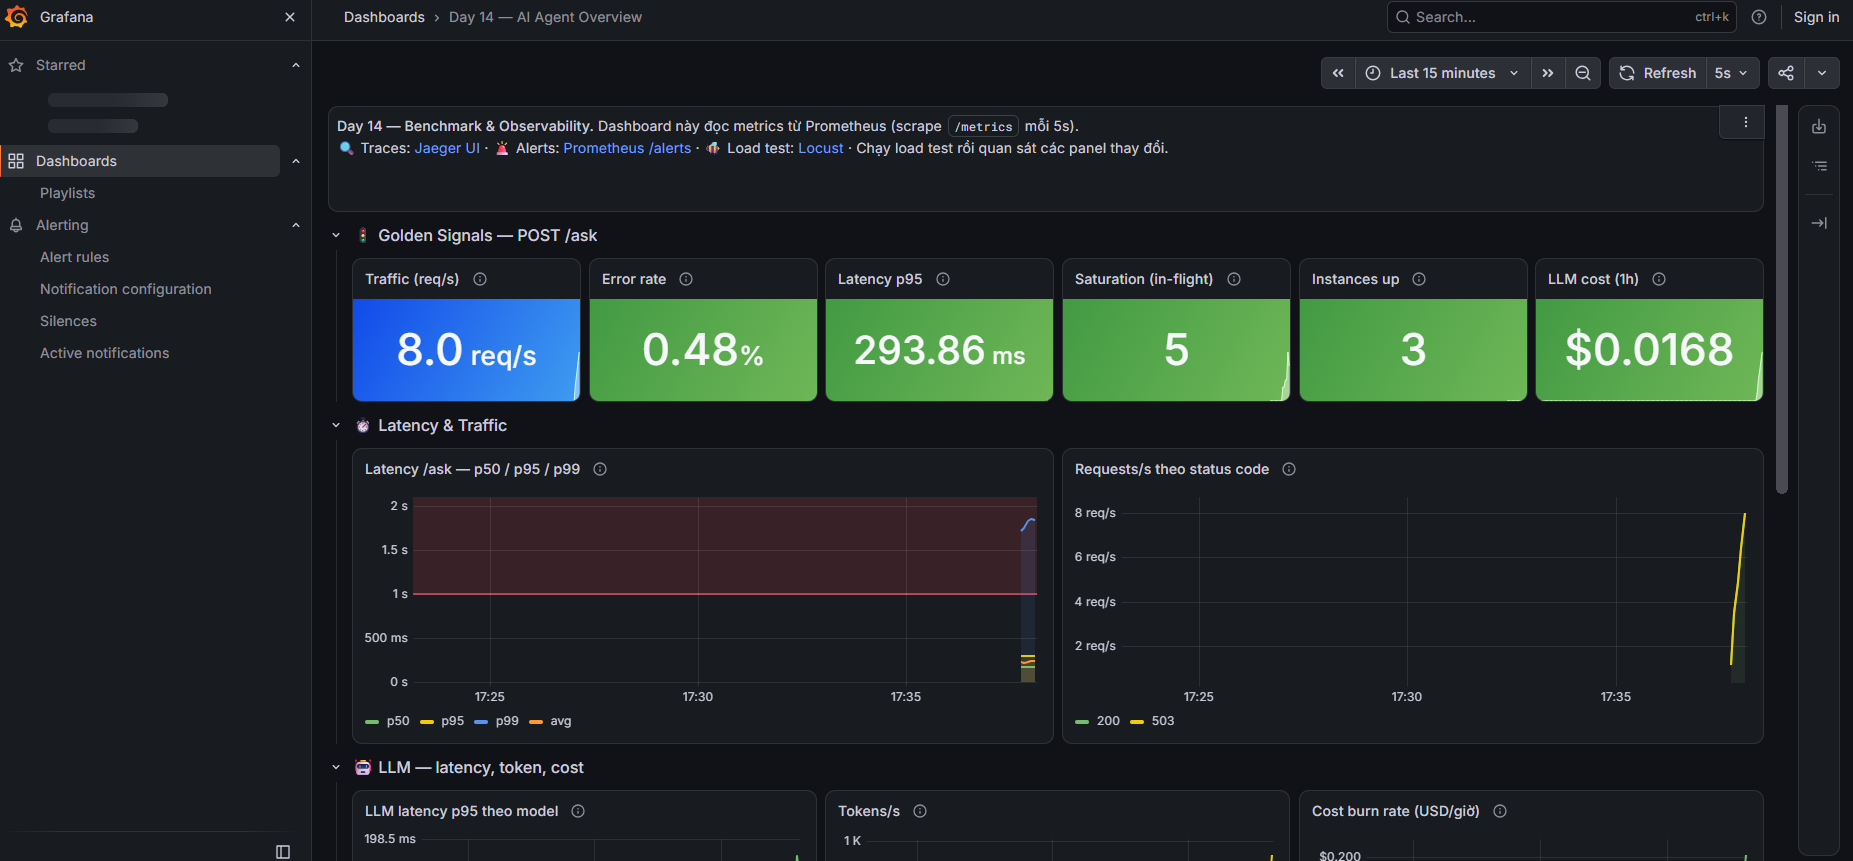 Grafana
Dashboards › Day 14 — AI Agent Overview
Search...
ctrl+k
Sign in
Starred
Dashboards
Playlists
Alerting
Alert rules
Notification configuration
Silences
Active notifications
Last 15 minutes
Refresh
5s
Day 14 — Benchmark & Observability. Dashboard này đọc metrics từ Prometheus (scrape /metrics mỗi 5s).
Traces: Jaeger UI · Alerts: Prometheus /alerts · Load test: Locust · Chạy load test rồi quan sát các panel thay đổi.
Golden Signals — POST /ask
Traffic (req/s)
8.0 req/s
Error rate
0.48%
Latency p95
293.86 ms
Saturation (in-flight)
5
Instances up
3
LLM cost (1h)
$0.0168
Latency & Traffic
Latency /ask — p50 / p95 / p99
2 s
1.5 s
1 s
500 ms
0 s
17:25 17:30 17:35
p50 p95 p99 avg
Requests/s theo status code
8 req/s
6 req/s
4 req/s
2 req/s
17:25 17:30 17:35
200 503
LLM — latency, token, cost
LLM latency p95 theo model
198.5 ms
Tokens/s
1 K
Cost burn rate (USD/giờ)
$0.200